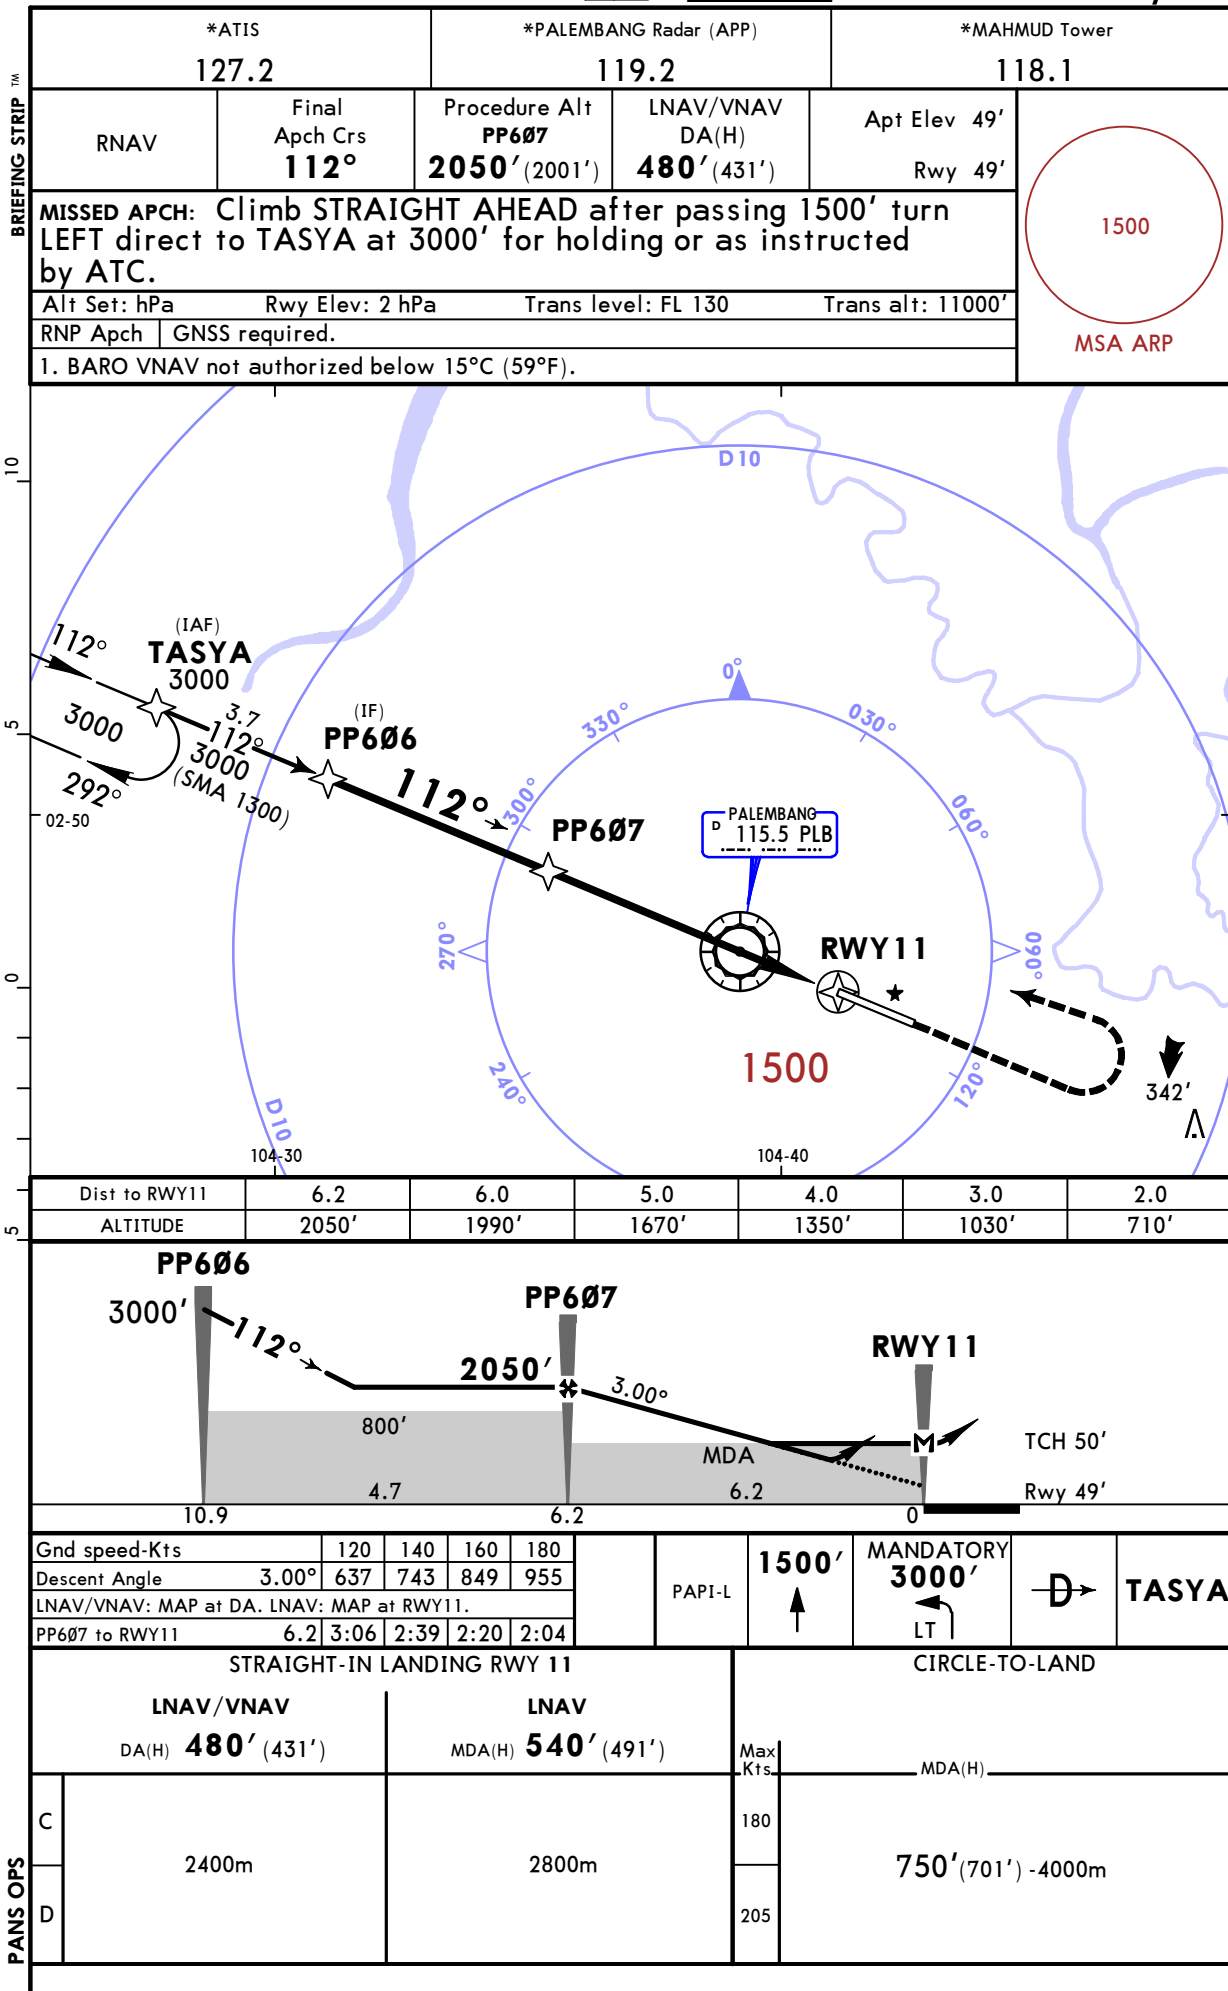 *ATIS
127.2
*PALEMBANG Radar (APP)
119.2
*MAHMUD Tower
118.1
BRIEFING STRIP ™
RNAV
Final
Apch Crs
112°
Procedure Alt
PP6Ø7
2050' (2001')
LNAV/VNAV
DA(H)
480' (431')
Apt Elev 49'
Rwy 49'
MISSED APCH: Climb STRAIGHT AHEAD after passing 1500' turn
LEFT direct to TASYA at 3000' for holding or as instructed
by ATC.
Alt Set: hPa Rwy Elev: 2 hPa Trans level: FL 130 Trans alt: 11000'
RNP Apch GNSS required.
1. BARO VNAV not authorized below 15°C (59°F).
1500
MSA ARP
10
5
0
5
D10
112°
(IAF)
TASYA
3000
3000
292°
3.7
112°
3000
(SMA 1300)
(IF)
PP6Ø6
112°
PP6Ø7
0°
330°
030°
300°
060°
270°
090°
240°
120°
PALEMBANG
D 115.5 PLB
RWY11
1500
342'
02-50
D10
104-30
104-40
Dist to RWY11 6.2 6.0 5.0 4.0 3.0 2.0
ALTITUDE 2050' 1990' 1670' 1350' 1030' 710'
PP6Ø6
3000'
112°
PP6Ø7
2050'
3.00°
RWY11
800'
MDA
M
TCH 50'
4.7
6.2
Rwy 49'
10.9
6.2
0
Gnd speed-Kts 120 140 160 180
Descent Angle 3.00° 637 743 849 955
LNAV/VNAV: MAP at DA. LNAV: MAP at RWY11.
PP6Ø7 to RWY11 6.2 3:06 2:39 2:20 2:04
PAPI-L
1500'
MANDATORY
3000'
LT
D
TASYA
STRAIGHT-IN LANDING RWY 11
LNAV/VNAV
DA(H) 480' (431')
LNAV
MDA(H) 540' (491')
CIRCLE-TO-LAND
Max
Kts
MDA(H)
C
D
2400m
2800m
180
205
750' (701') -4000m
PANS OPS